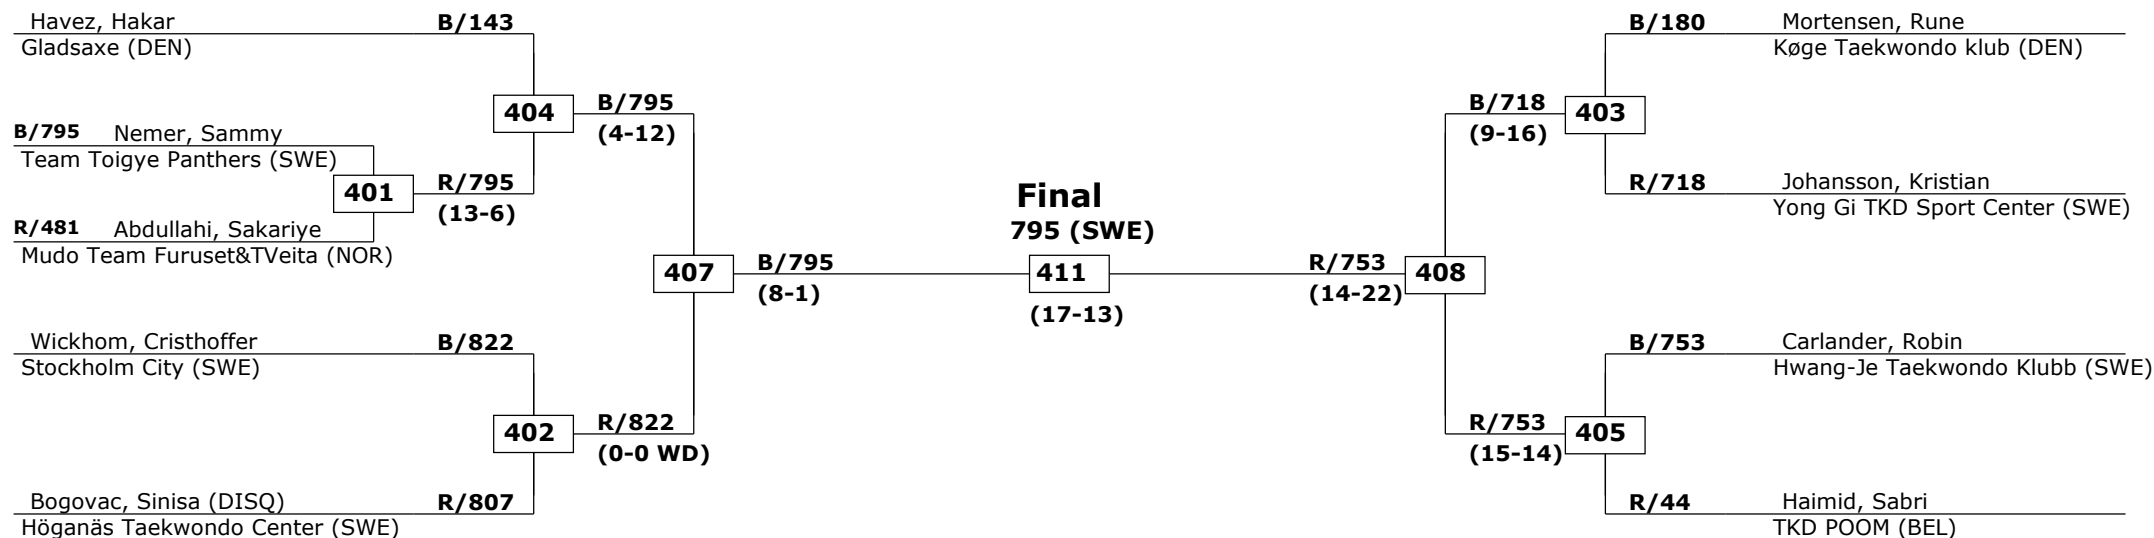 Havez, Hakar B/143
Gladsaxe (DEN)
B/795 Nemer, Sammy
Team Toigye Panthers (SWE)
401
R/795
(13-6)
R/481 Abdullahi, Sakariye
Mudo Team Furuset&TVeita (NOR)
404
B/795
(4-12)
Wickhom, Cristhoffer B/822
Stockholm City (SWE)
402
R/822
(0-0 WD)
Bogovac, Sinisa (DISQ) R/807
Höganäs Taekwondo Center (SWE)
407
B/795
(8-1)
Final
795 (SWE)
411
(17-13)
R/753
(14-22)
408
B/718
(9-16)
403
B/180 Mortensen, Rune
Køge Taekwondo klub (DEN)
R/718 Johansson, Kristian
Yong Gi TKD Sport Center (SWE)
R/753
(15-14)
405
B/753 Carlander, Robin
Hwang-Je Taekwondo Klubb (SWE)
R/44 Haimid, Sabri
TKD POOM (BEL)